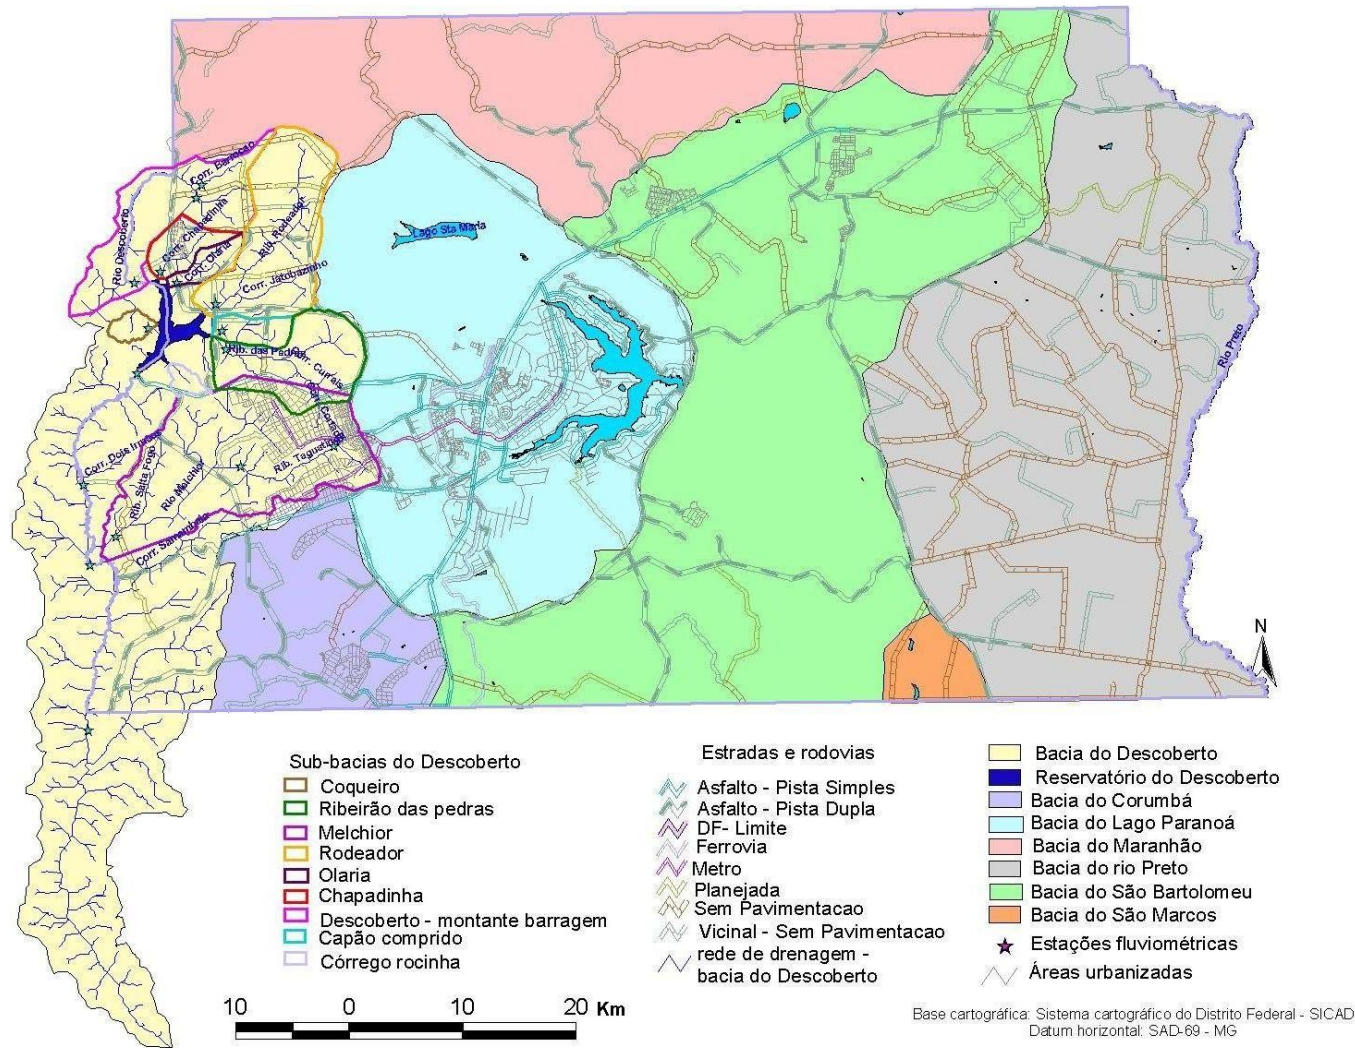 Corr. Barrocão
Rio Descoberto
Corr. Chapadinha
Corr. Olaria
Rib. Rodeador
Corr. Jatobazinho
Lago Sta Maria
Rib. das Pedras
Corr. Currais
Rib. Taguatinga
Corr. Dois Irmãos
Rib. Salta Fogo
Rio Melchior
Corr. Samambaia
Rio Preto
N
Sub-bacias do Descoberto
Coqueiro
Ribeirão das pedras
Melchior
Rodeador
Olaria
Chapadinha
Descoberto - montante barragem
Capão comprido
Córrego rocinha
Estradas e rodovias
Asfalto - Pista Simples
Asfalto - Pista Dupla
DF- Limite
Ferrovia
Metro
Planejada
Sem Pavimentacao
Vicinal - Sem Pavimentacao
rede de drenagem -
bacia do Descoberto
Bacia do Descoberto
Reservatório do Descoberto
Bacia do Corumbá
Bacia do Lago Paranoá
Bacia do Maranhão
Bacia do rio Preto
Bacia do São Bartolomeu
Bacia do São Marcos
Estações fluviométricas
Áreas urbanizadas
10 0 10 20 Km
Base cartográfica: Sistema cartográfico do Distrito Federal - SICAD
Datum horizontal: SAD-69 - MG